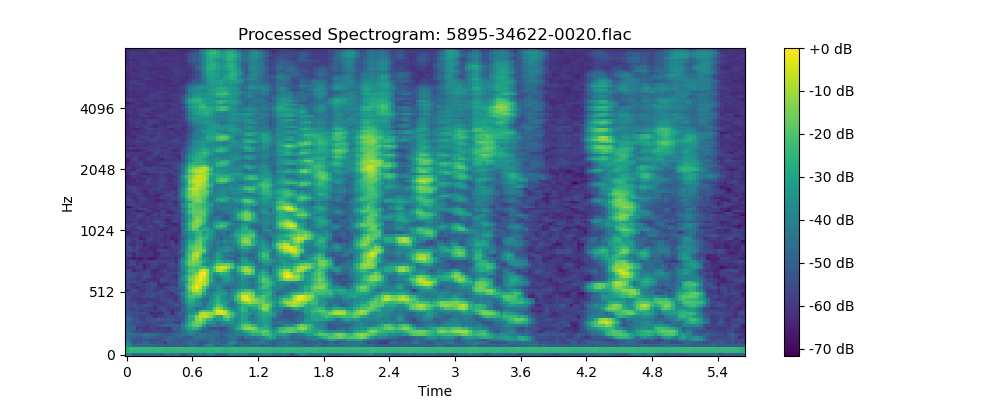 Processed Spectrogram: 5895-34622-0020.flac
+0 dB
-10 dB
-20 dB
-30 dB
-40 dB
-50 dB
-60 dB
-70 dB
Hz
4096
2048
1024
512
0
0 0.6 1.2 1.8 2.4 3 3.6 4.2 4.8 5.4
Time